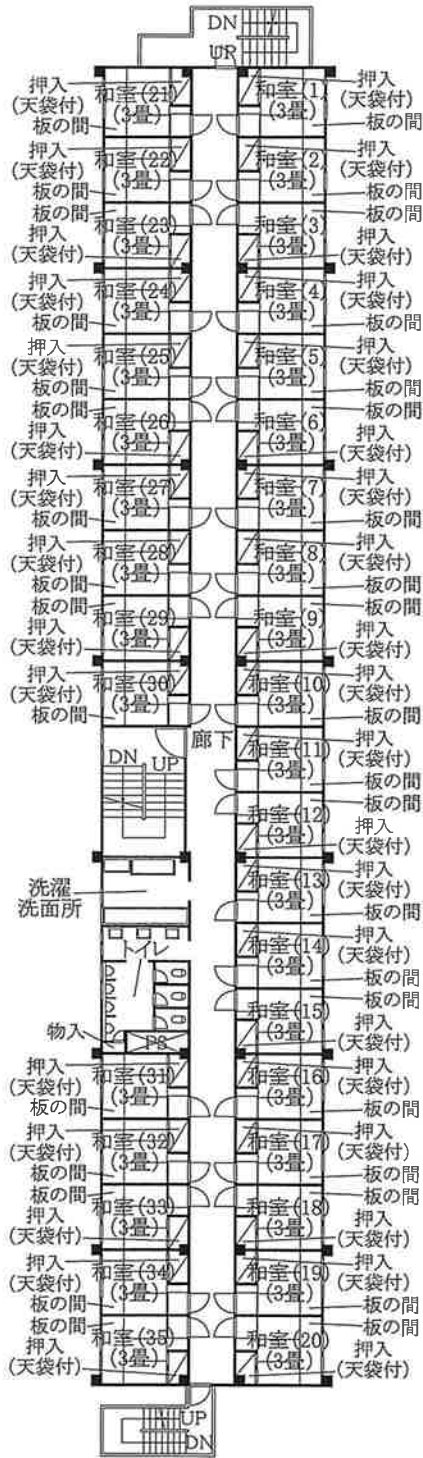 DN
UP
押入
(天袋付)
和室(21)
(3畳)
板の間
和室(1)
(3畳)
押入
(天袋付)
板の間
押入
(天袋付)
和室(22)
(3畳)
板の間
和室(2)
(3畳)
押入
(天袋付)
板の間
板の間
和室(23)
(3畳)
押入
(天袋付)
板の間
和室(3)
(3畳)
押入
(天袋付)
押入
(天袋付)
和室(24)
(3畳)
板の間
和室(4)
(3畳)
押入
(天袋付)
板の間
押入
(天袋付)
和室(25)
(3畳)
板の間
和室(5)
(3畳)
押入
(天袋付)
板の間
板の間
和室(26)
(3畳)
押入
(天袋付)
板の間
和室(6)
(3畳)
押入
(天袋付)
押入
(天袋付)
和室(27)
(3畳)
板の間
和室(7)
(3畳)
押入
(天袋付)
板の間
押入
(天袋付)
和室(28)
(3畳)
板の間
和室(8)
(3畳)
押入
(天袋付)
板の間
板の間
和室(29)
(3畳)
押入
(天袋付)
板の間
和室(9)
(3畳)
押入
(天袋付)
押入
(天袋付)
和室(30)
(3畳)
板の間
和室(10)
(3畳)
押入
(天袋付)
板の間
廊下
DN
UP
和室(11)
(3畳)
押入
(天袋付)
板の間
板の間
和室(12)
(3畳)
押入
(天袋付)
洗濯
洗面所
和室(13)
(3畳)
押入
(天袋付)
板の間
トイレ
和室(14)
(3畳)
押入
(天袋付)
板の間
板の間
和室(15)
(3畳)
押入
(天袋付)
物入
PS
押入
(天袋付)
和室(31)
(3畳)
板の間
和室(16)
(3畳)
押入
(天袋付)
板の間
押入
(天袋付)
和室(32)
(3畳)
板の間
和室(17)
(3畳)
押入
(天袋付)
板の間
板の間
和室(33)
(3畳)
押入
(天袋付)
板の間
和室(18)
(3畳)
押入
(天袋付)
押入
(天袋付)
和室(34)
(3畳)
板の間
和室(19)
(3畳)
押入
(天袋付)
板の間
板の間
和室(35)
(3畳)
押入
(天袋付)
板の間
和室(20)
(3畳)
押入
(天袋付)
UP
DN